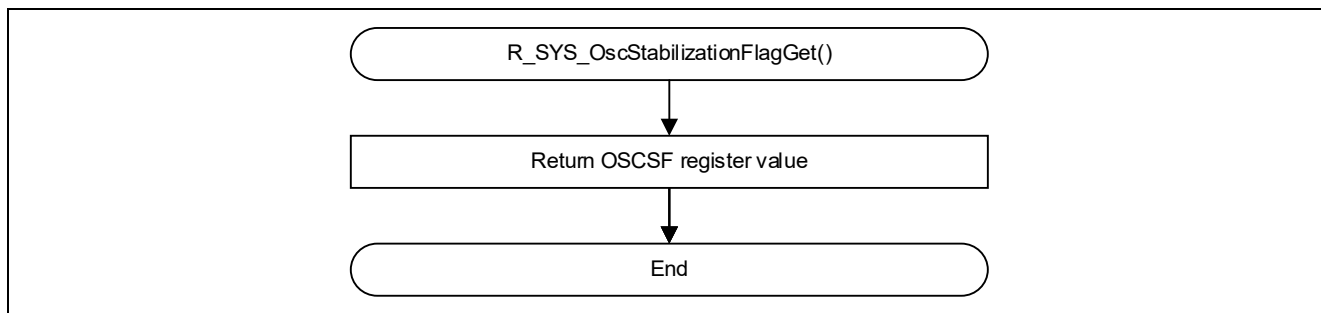 R_SYS_OscStabilizationFlagGet()
Return OSCSF register value
End